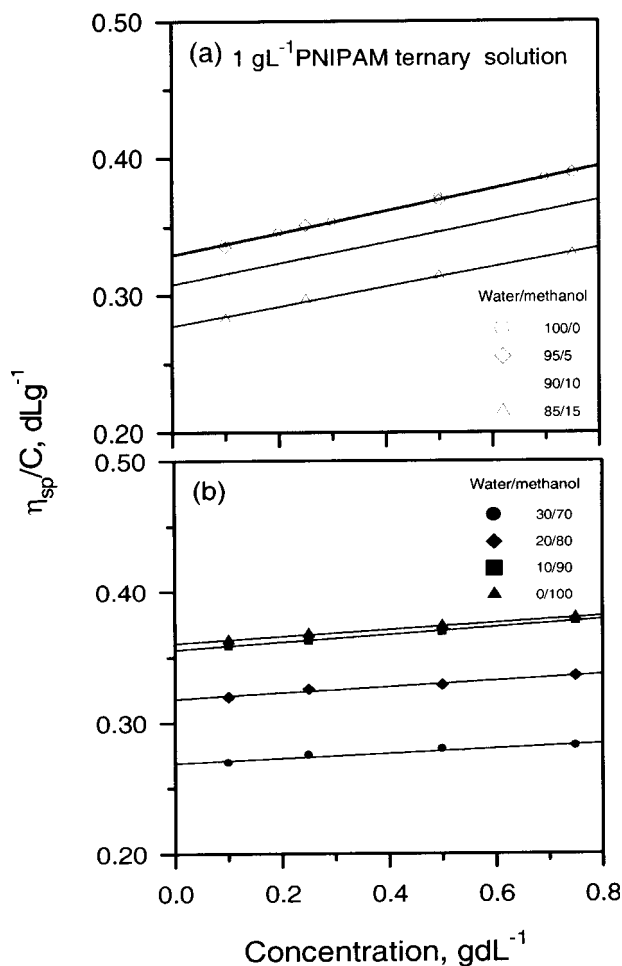 0.50
(a) 1 gL⁻¹PNIPAM ternary solution
0.40
0.30
Water/methanol
100/0
95/5
90/10
85/15
0.20
ηsp/C, dLg⁻¹
0.50
(b)
Water/methanol
30/70
20/80
10/90
0/100
0.40
0.30
0.20
0.0 0.2 0.4 0.6 0.8
Concentration, gdL⁻¹